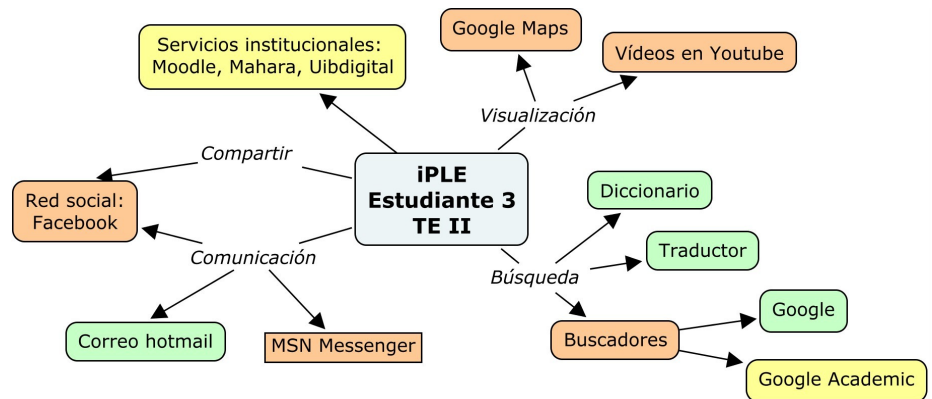 Google Maps
Servicios institucionales:
Moodle, Mahara, Uibdigital
Vídeos en Youtube
Visualización
Compartir
iPLE
Estudiante 3
TE II
Red social:
Facebook
Diccionario
Traductor
Comunicación
Búsqueda
Google
Correo hotmail
MSN Messenger
Buscadores
Google Academic